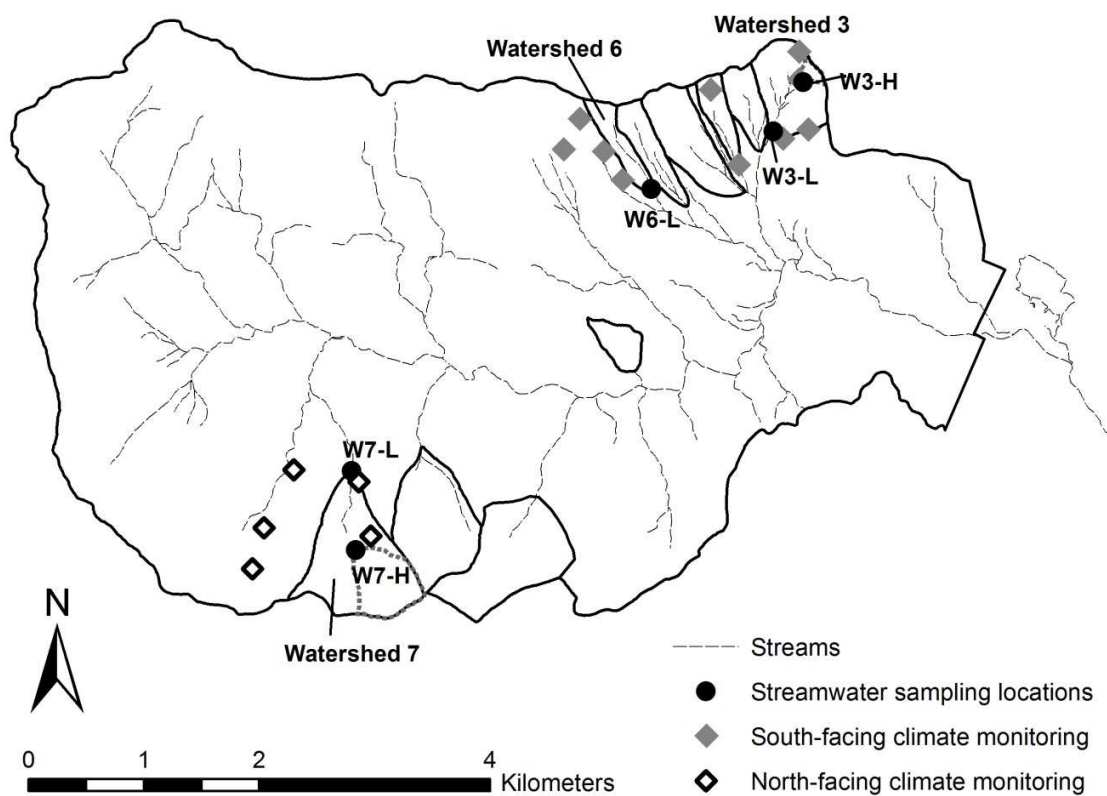 Watershed 3
Watershed 6
W3-H
W3-L
W6-L
W7-L
W7-H
N
Watershed 7
Streams
Streamwater sampling locations
South-facing climate monitoring
North-facing climate monitoring
0 1 2 4
Kilometers